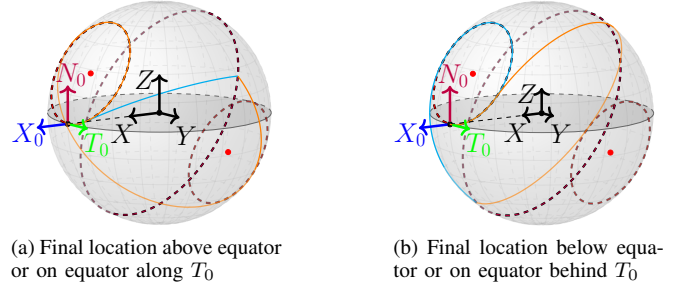 N₀
Z
X₀
T₀
X
Y
N₀
Z
X₀
T₀
X
Y
(a) Final location above equator
or on equator along T₀
(b) Final location below equa-
tor or on equator behind T₀